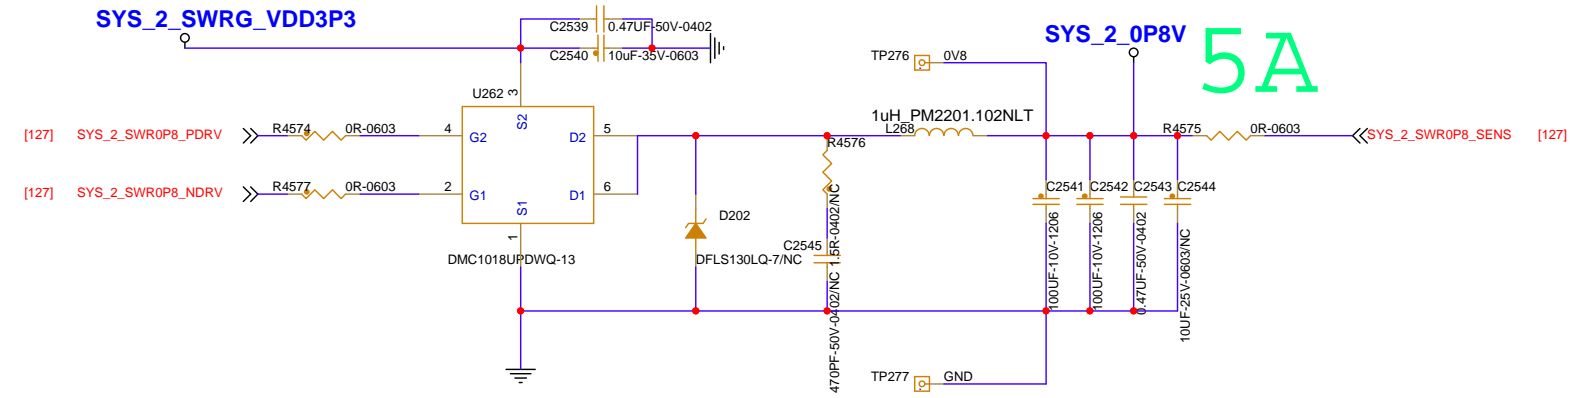 SYS_2_SWRG_VDD3P3
C2539 0.47UF-50V-0402
C2540 10uF-35V-0603
SYS_2_0P8V
5A
TP276 0V8
U262
3
S2
1uH_PM2201.102NLT
L268
[127] SYS_2_SWR0P8_PDRV R4574 0R-0603 4 G2 D2 5
R4576
R4575 0R-0603 SYS_2_SWR0P8_SENS [127]
[127] SYS_2_SWR0P8_NDRV R4577 0R-0603 2 G1 D1 6
S1
1
C2541 C2542 C2543 C2544
D202
DMC1018UPDWQ-13
DFLS130LQ-7/NC
C2545
1.5R-0402/NC
470PF-50V-0402/NC
100UF-10V-1206
100UF-10V-1206
0.47UF-50V-0402
10UF-25V-0603/NC
TP277 GND